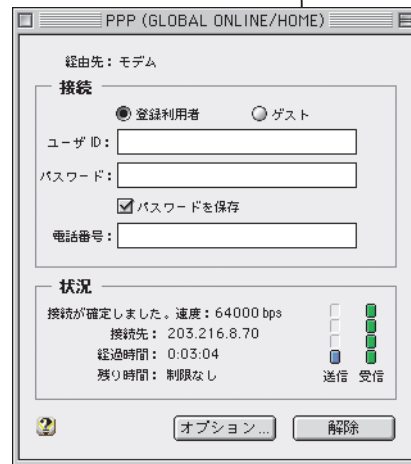 PPP (GLOBAL ONLINE/HOME)
経由先：モデム
接続
登録利用者 ゲスト
ユーザ ID：
パスワード：
パスワードを保存
電話番号：
状況
接続が確定しました。速度：64000 bps
接続先： 203.216.8.70
経過時間： 0:03:04
残り時間： 制限なし
送信 受信
オプション... 解除